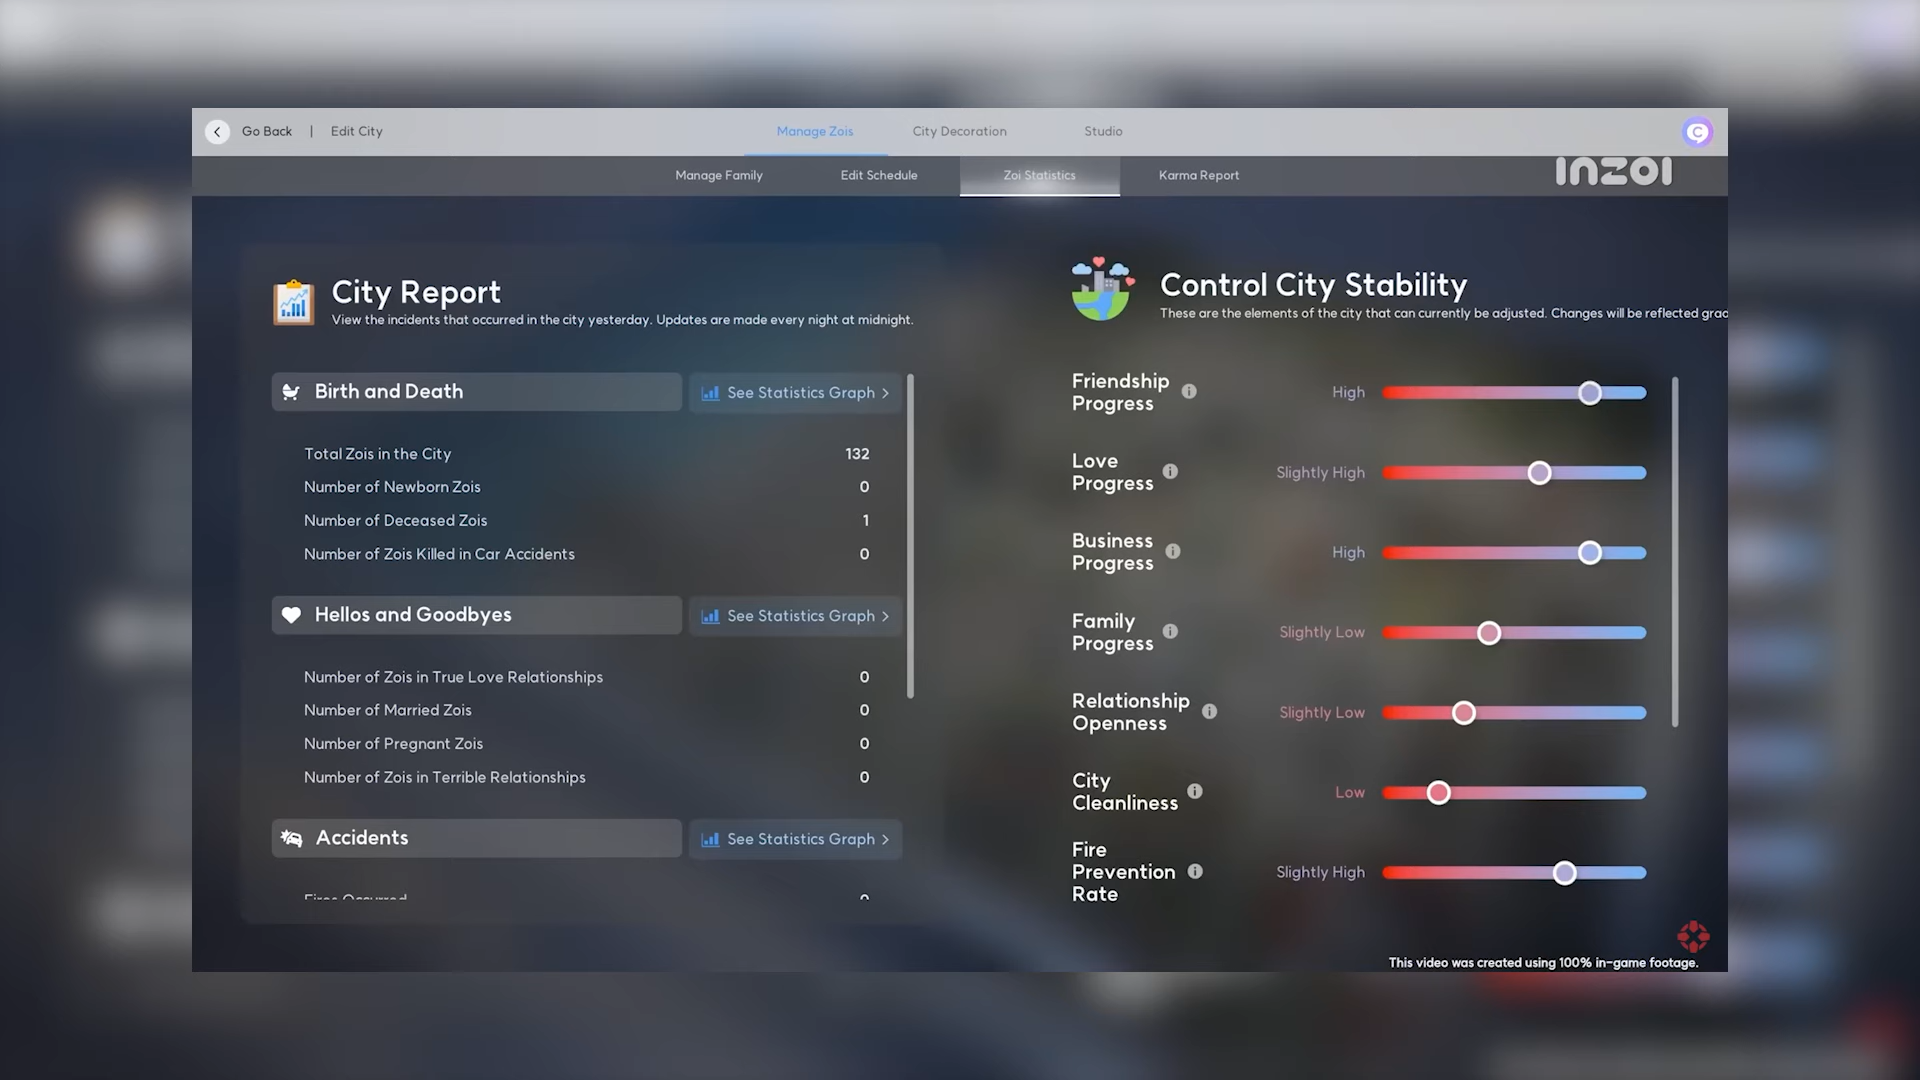 Go Back | Edit City
Manage Zois
City Decoration
Studio
Manage Family
Edit Schedule
Zoi Statistics
Karma Report
INZOI
City Report
View the incidents that occurred in the city yesterday. Updates are made every night at midnight.
Birth and Death
See Statistics Graph >
Total Zois in the City 132
Number of Newborn Zois 0
Number of Deceased Zois 1
Number of Zois Killed in Car Accidents 0
Hellos and Goodbyes
See Statistics Graph >
Number of Zois in True Love Relationships 0
Number of Married Zois 0
Number of Pregnant Zois 0
Number of Zois in Terrible Relationships 0
Accidents
See Statistics Graph >
Fires Occurred 0
Control City Stability
These are the elements of the city that can currently be adjusted. Changes will be reflected
Friendship
Progress
High
Love
Progress
Slightly High
Business
Progress
High
Family
Progress
Slightly Low
Relationship
Openness
Slightly Low
City
Cleanliness
Low
Fire
Prevention
Rate
Slightly High
This video was created using 100% in-game footage.